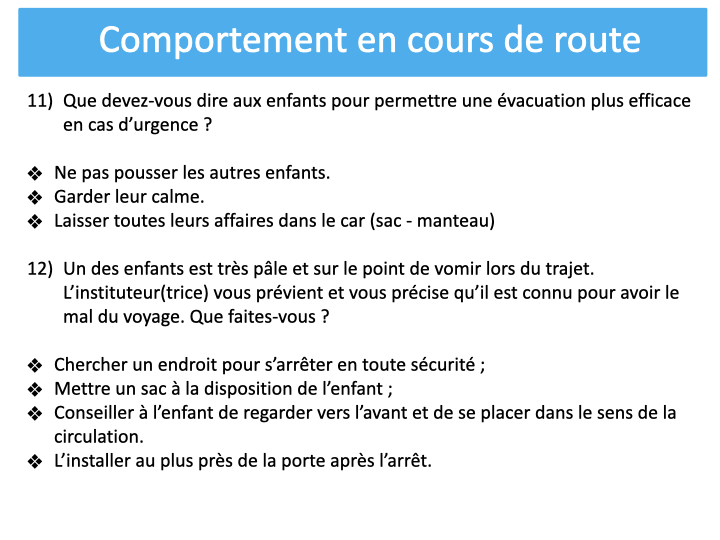 Comportement en cours de route
11) Que devez-vous dire aux enfants pour permettre une évacuation plus efficace
en cas d’urgence ?
❖ Ne pas pousser les autres enfants.
❖ Garder leur calme.
❖ Laisser toutes leurs affaires dans le car (sac - manteau)
12) Un des enfants est très pâle et sur le point de vomir lors du trajet.
L’instituteur(trice) vous prévient et vous précise qu’il est connu pour avoir le
mal du voyage. Que faites-vous ?
❖ Chercher un endroit pour s’arrêter en toute sécurité ;
❖ Mettre un sac à la disposition de l’enfant ;
❖ Conseiller à l’enfant de regarder vers l’avant et de se placer dans le sens de la
circulation.
❖ L’installer au plus près de la porte après l’arrêt.